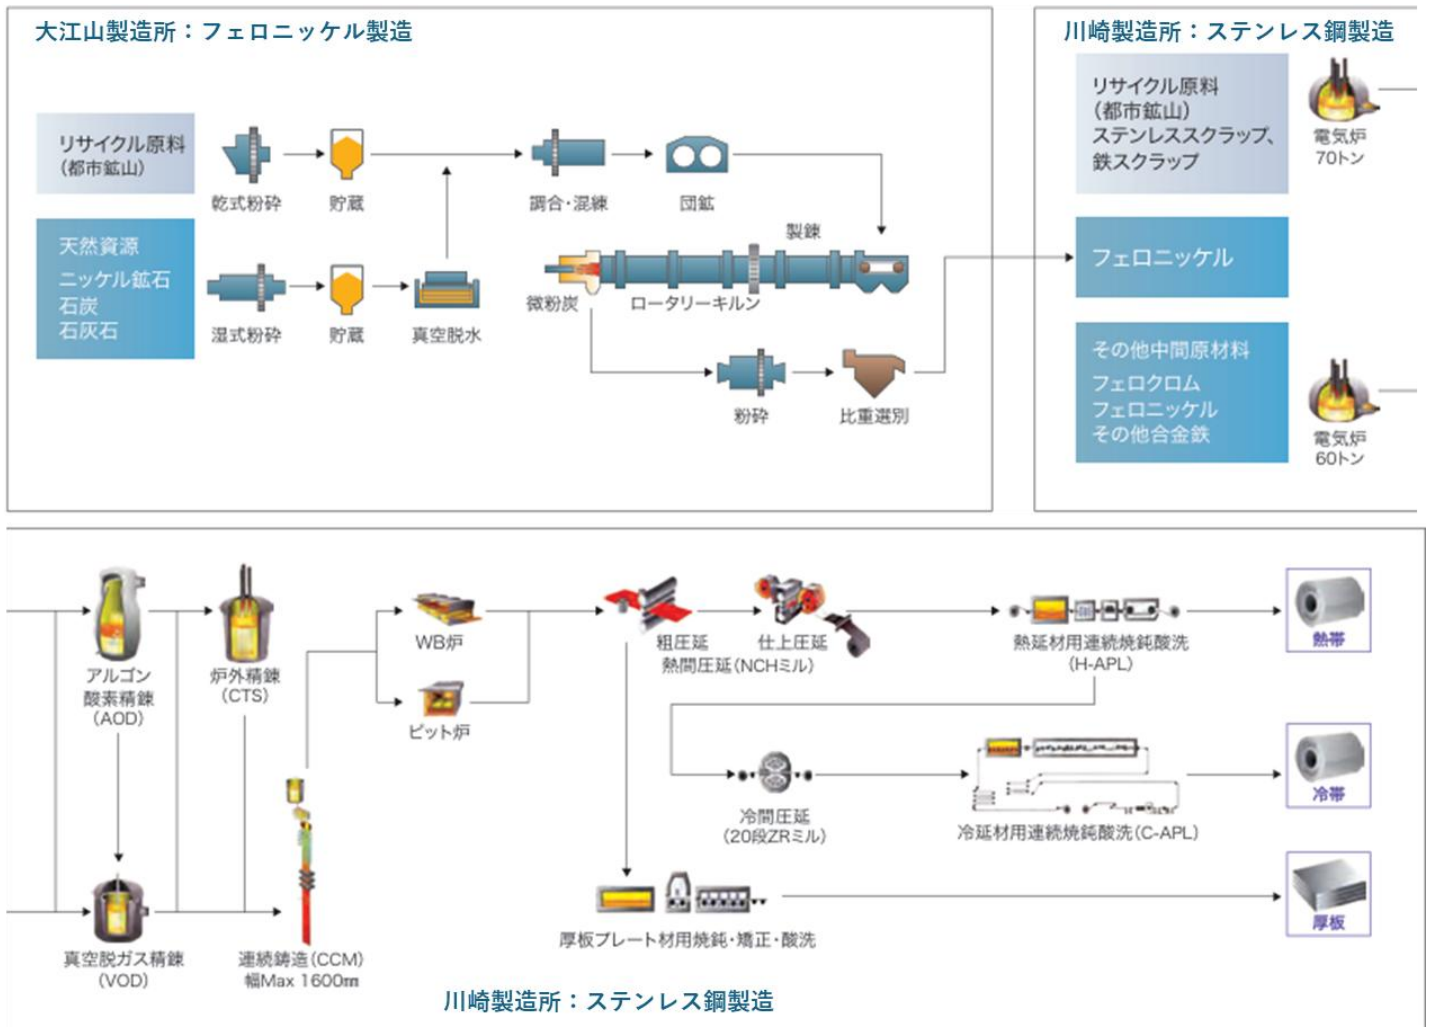 大江山製造所：フェロニッケル製造
リサイクル原料
(都市鉱山)
乾式粉砕
貯蔵
調合・混練
団鉱
天然資源
ニッケル鉱石
石炭
石灰石
湿式粉砕
貯蔵
真空脱水
製錬
微粉炭
ロータリーキルン
粉砕
比重選別
川崎製造所：ステンレス鋼製造
リサイクル原料
(都市鉱山)
ステンレススクラップ、
鉄スクラップ
電気炉
70トン
フェロニッケル
その他中間原材料
フェロクロム
フェロニッケル
その他合金鉄
電気炉
60トン
アルゴン
酸素精錬
(AOD)
炉外精錬
(CTS)
真空脱ガス精錬
(VOD)
連続鋳造(CCM)
幅Max 1600㎜
WB炉
ピット炉
粗圧延
仕上圧延
熱間圧延(NCHミル)
熱延材用連続焼鈍酸洗
(H-APL)
熱帯
冷間圧延
(20段ZRミル)
冷延材用連続焼鈍酸洗(C-APL)
冷帯
厚板プレート材用焼鈍・矯正・酸洗
厚板
川崎製造所：ステンレス鋼製造